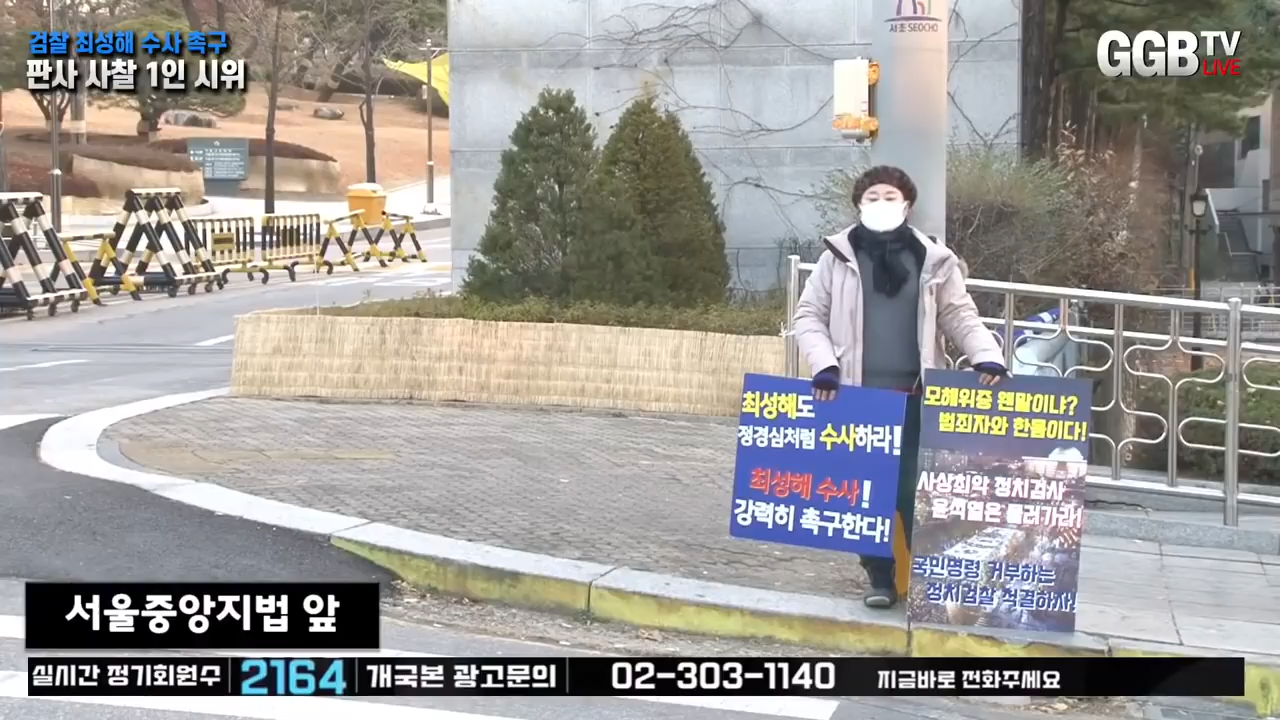 검찰 최성해 수사 촉구
판사 사찰 1인 시위
서초 SEOCHO
GGBTV
LIVE
최성해도
정경심처럼 수사하라!
최성해 수사!
강력히 촉구한다!
모해위증 웬말이냐?
범죄자와 한몸이다!
사상최악 정치검사
윤석열은 물러가라!
국민명령 거부하는
정치검찰 척결하자!
서울중앙지법 앞
실시간 정기회원수 2164 개국본 광고문의 02-303-1140 지금바로 전화주세요